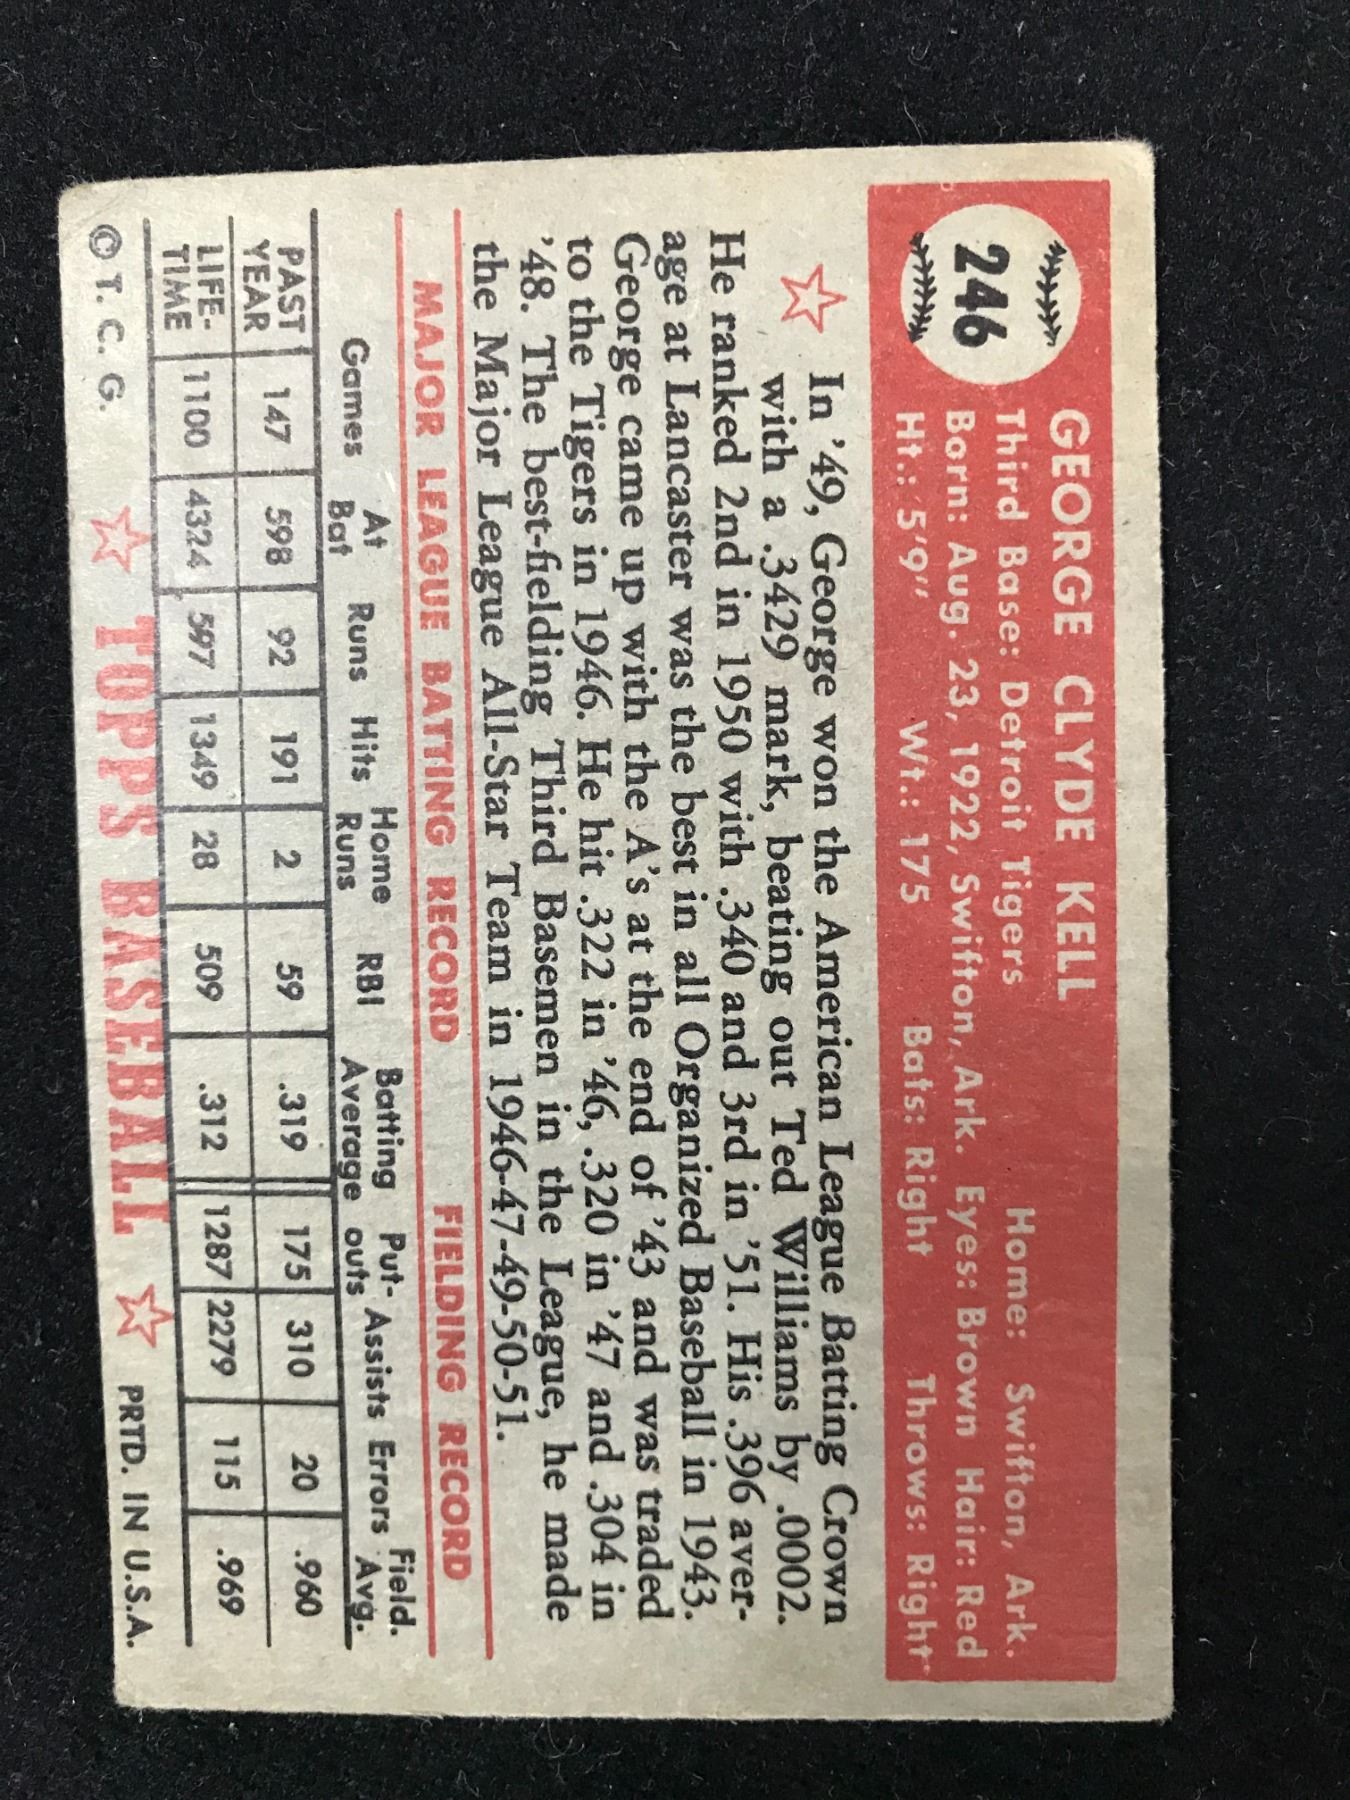 246
GEORGE CLYDE KELL
Third Base: Detroit Tigers Home: Swifton, Ark.
Born: Aug. 23, 1922, Swifton, Ark. Eyes: Brown Hair: Red
Ht.: 5'9" Wt.: 175 Bats: Right Throws: Right
In '49, George won the American League Batting Crown
with a .3429 mark, beating out Ted Williams by .0002.
He ranked 2nd in 1950 with .340 and 3rd in '51. His .396 aver-
age at Lancaster was the best in all Organized Baseball in 1943.
George came up with the A's at the end of '43 and was traded
to the Tigers in 1946. He hit .322 in '46, .320 in '47 and .304 in
'48. The best-fielding Third Basemen in the League, he made
the Major League All-Star Team in 1946-47-49-50-51.
MAJOR LEAGUE BATTING RECORD FIELDING RECORD
Games At Bat Runs Hits Home Runs RBI Batting Average Put-outs Assists Errors Field. Avg.
PAST YEAR 147 598 92 191 2 59 .319 175 310 20 .960
LIFE-TIME 1100 4324 597 1349 28 509 .312 1287 2279 115 .969
© T. C. G. TOPPS BASEBALL PRTD. IN U.S.A.